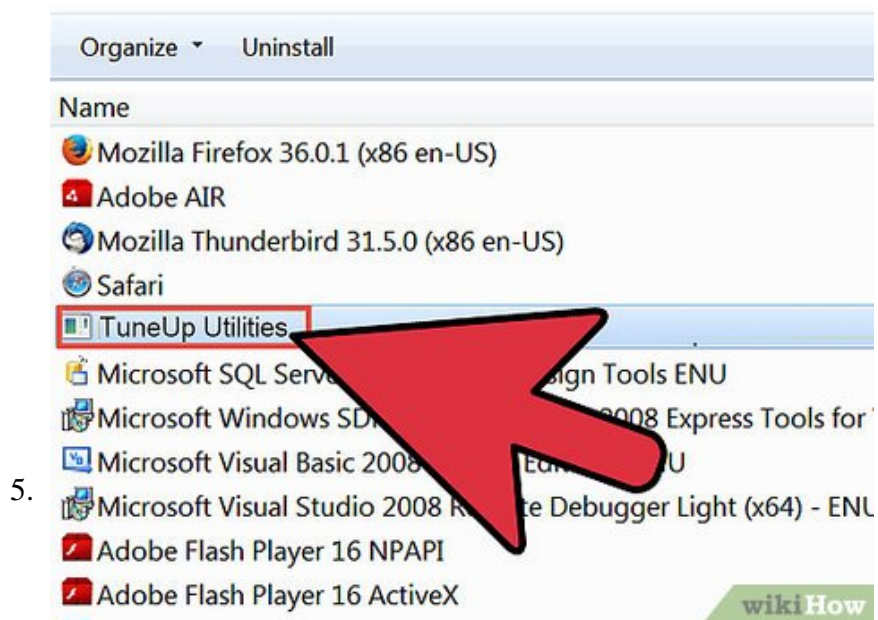 Organize Uninstall
Name
Mozilla Firefox 36.0.1 (x86 en-US)
Adobe AIR
Mozilla Thunderbird 31.5.0 (x86 en-US)
Safari
TuneUp Utilities
Microsoft SQL Serv sign Tools ENU
Microsoft Windows SD 2008 Express Tools for
Microsoft Visual Basic 2008 Edi U
5.
Microsoft Visual Studio 2008 R te Debugger Light (x64) - ENU
Adobe Flash Player 16 NPAPI
Adobe Flash Player 16 ActiveX
wikiHow